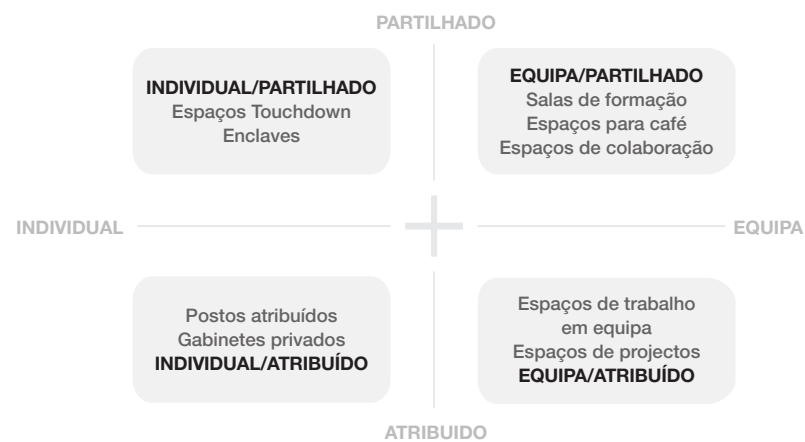 PARTILHADO
INDIVIDUAL/PARTILHADO
Espaços Touchdown
Enclaves
EQUIPA/PARTILHADO
Salas de formação
Espaços para café
Espaços de colaboração
INDIVIDUAL
EQUIPA
Postos atribuídos
Gabinetes privados
INDIVIDUAL/ATRIBUÍDO
Espaços de trabalho
em equipa
Espaços de projectos
EQUIPA/ATRIBUÍDO
ATRIBUIDO